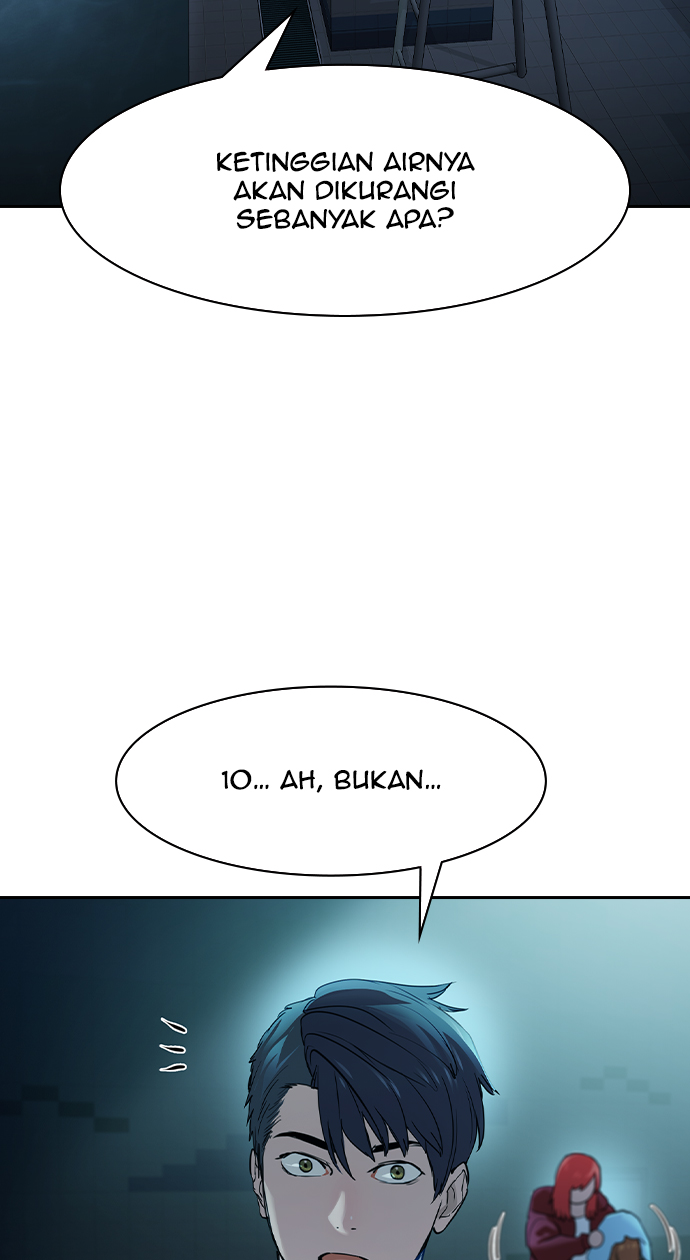 KETINGGIAN AIRNYA
AKAN DIKURANGI
SEBANYAK APA?
10... AH, BUKAN...